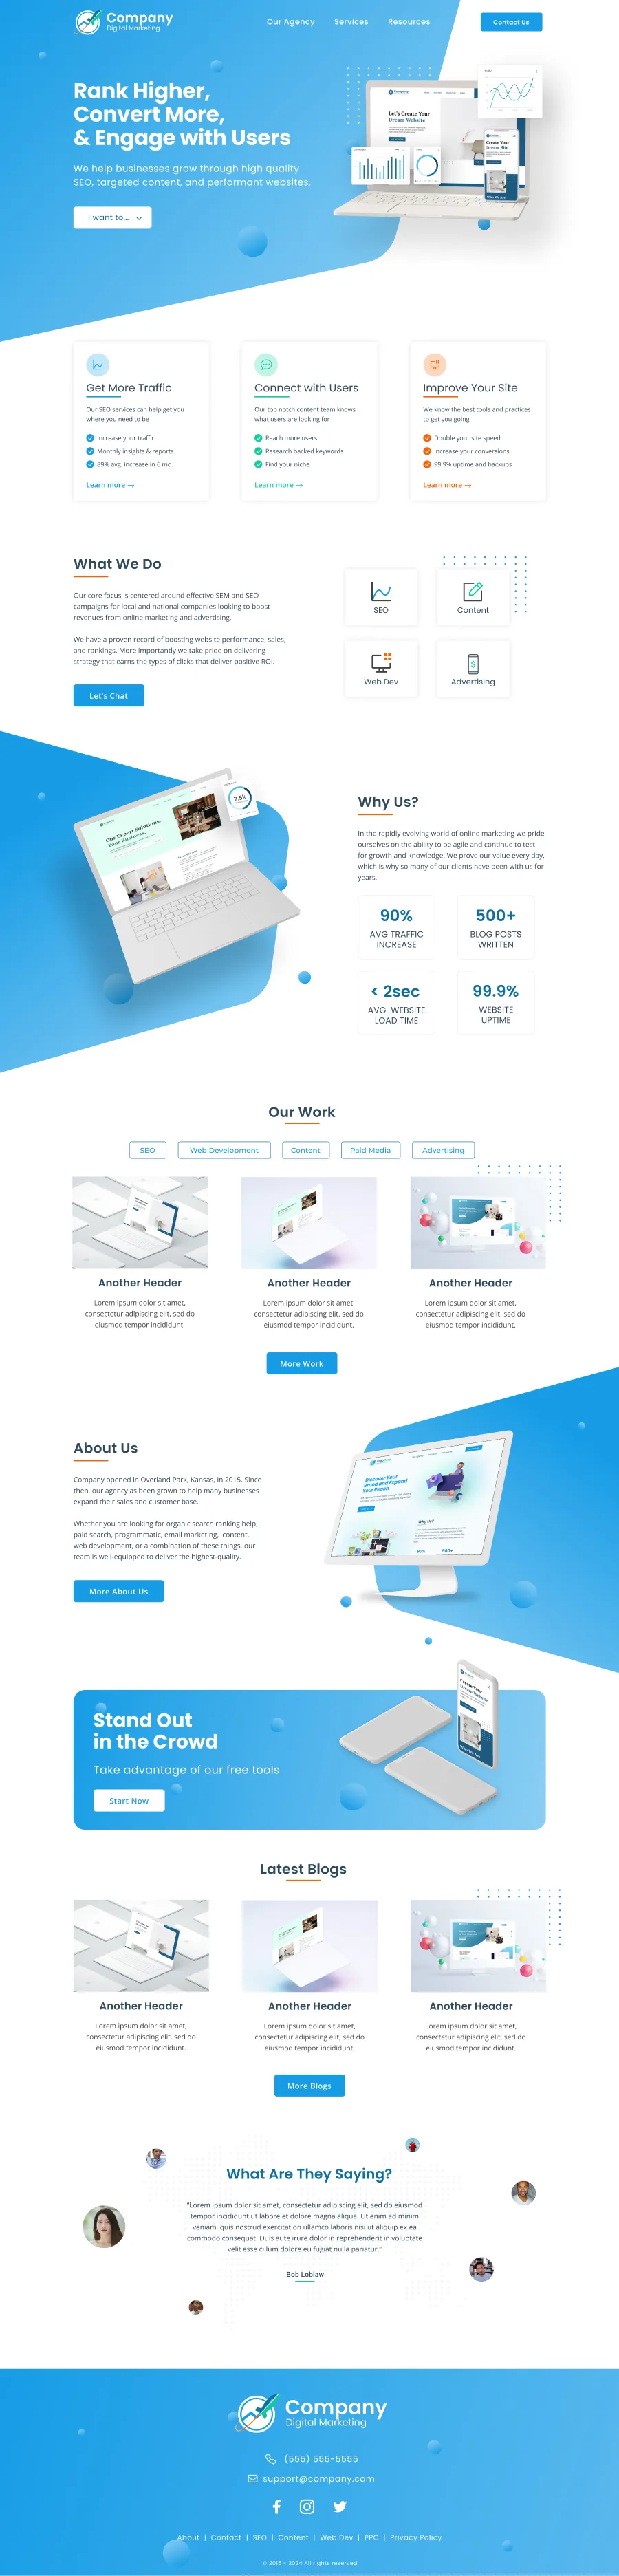 Company
Digital Marketing
Our Agency
Services
Resources
Contact Us
Rank Higher,
Convert More,
& Engage with Users
We help businesses grow through high quality
SEO, targeted content, and performant websites.
I want to...
Company
Let's Create Your
Dream Website
Create Your
Dream Website
Get More Traffic
Our SEO services can help get you
where you need to be
Increase your traffic
Monthly insights & reports
89% avg. increase in 6 mo.
Learn more →
Connect with Users
Our top notch content team knows
what users are looking for
Reach more users
Research backed keywords
Find your niche
Learn more →
Improve Your Site
We know the best tools and practices
to get you going
Double your site speed
Increase your conversions
99.9% uptime and backups
Learn more →
What We Do
Our core focus is centered around effective SEM and SEO
campaigns for local and national companies looking to boost
revenues from online marketing and advertising.
We have a proven record of boosting website performance, sales,
and rankings. More importantly we take pride on delivering
strategy that earns the types of clicks that deliver positive ROI.
Let's Chat
SEO
Content
Web Dev
Advertising
Our Expert Solutions.
Your Business.
7.5k
Why Us?
In the rapidly evolving world of online marketing we pride
ourselves on the ability to be agile and continue to test
for growth and knowledge. We prove our value every day,
which is why so many of our clients have been with us for
years.
90%
AVG TRAFFIC
INCREASE
500+
BLOG POSTS
WRITTEN
< 2sec
AVG WEBSITE
LOAD TIME
99.9%
WEBSITE
UPTIME
Our Work
SEO
Web Development
Content
Paid Media
Advertising
Another Header
Lorem ipsum dolor sit amet,
consectetur adipiscing elit, sed do
eiusmod tempor incididunt.
Another Header
Lorem ipsum dolor sit amet,
consectetur adipiscing elit, sed do
eiusmod tempor incididunt.
Another Header
Lorem ipsum dolor sit amet,
consectetur adipiscing elit, sed do
eiusmod tempor incididunt.
More Work
About Us
Company opened in Overland Park, Kansas, in 2015. Since
then, our agency as been grown to help many businesses
expand their sales and customer base.
Whether you are looking for organic search ranking help,
paid search, programmatic, email marketing, content,
web development, or a combination of these things, our
team is well-equipped to deliver the highest-quality.
More About Us
Discover Your
Brand and Expand
Your Reach
Why Us?
90%
500+
Stand Out
in the Crowd
Take advantage of our free tools
Start Now
Create Your
Dream Website
Latest Blogs
Another Header
Lorem ipsum dolor sit amet,
consectetur adipiscing elit, sed do
eiusmod tempor incididunt.
Another Header
Lorem ipsum dolor sit amet,
consectetur adipiscing elit, sed do
eiusmod tempor incididunt.
Another Header
Lorem ipsum dolor sit amet,
consectetur adipiscing elit, sed do
eiusmod tempor incididunt.
More Blogs
What Are They Saying?
"Lorem ipsum dolor sit amet, consectetur adipiscing elit, sed do eiusmod
tempor incididunt ut labore et dolore magna aliqua. Ut enim ad minim
veniam, quis nostrud exercitation ullamco laboris nisi ut aliquip ex ea
commodo consequat. Duis aute irure dolor in reprehenderit in voluptate
velit esse cillum dolore eu fugiat nulla pariatur."
Bob Loblaw
Company
Digital Marketing
(555) 555-5555
support@company.com
About | Contact | SEO | Content | Web Dev | PPC | Privacy Policy
© 2015 - 3024 All rights reserved